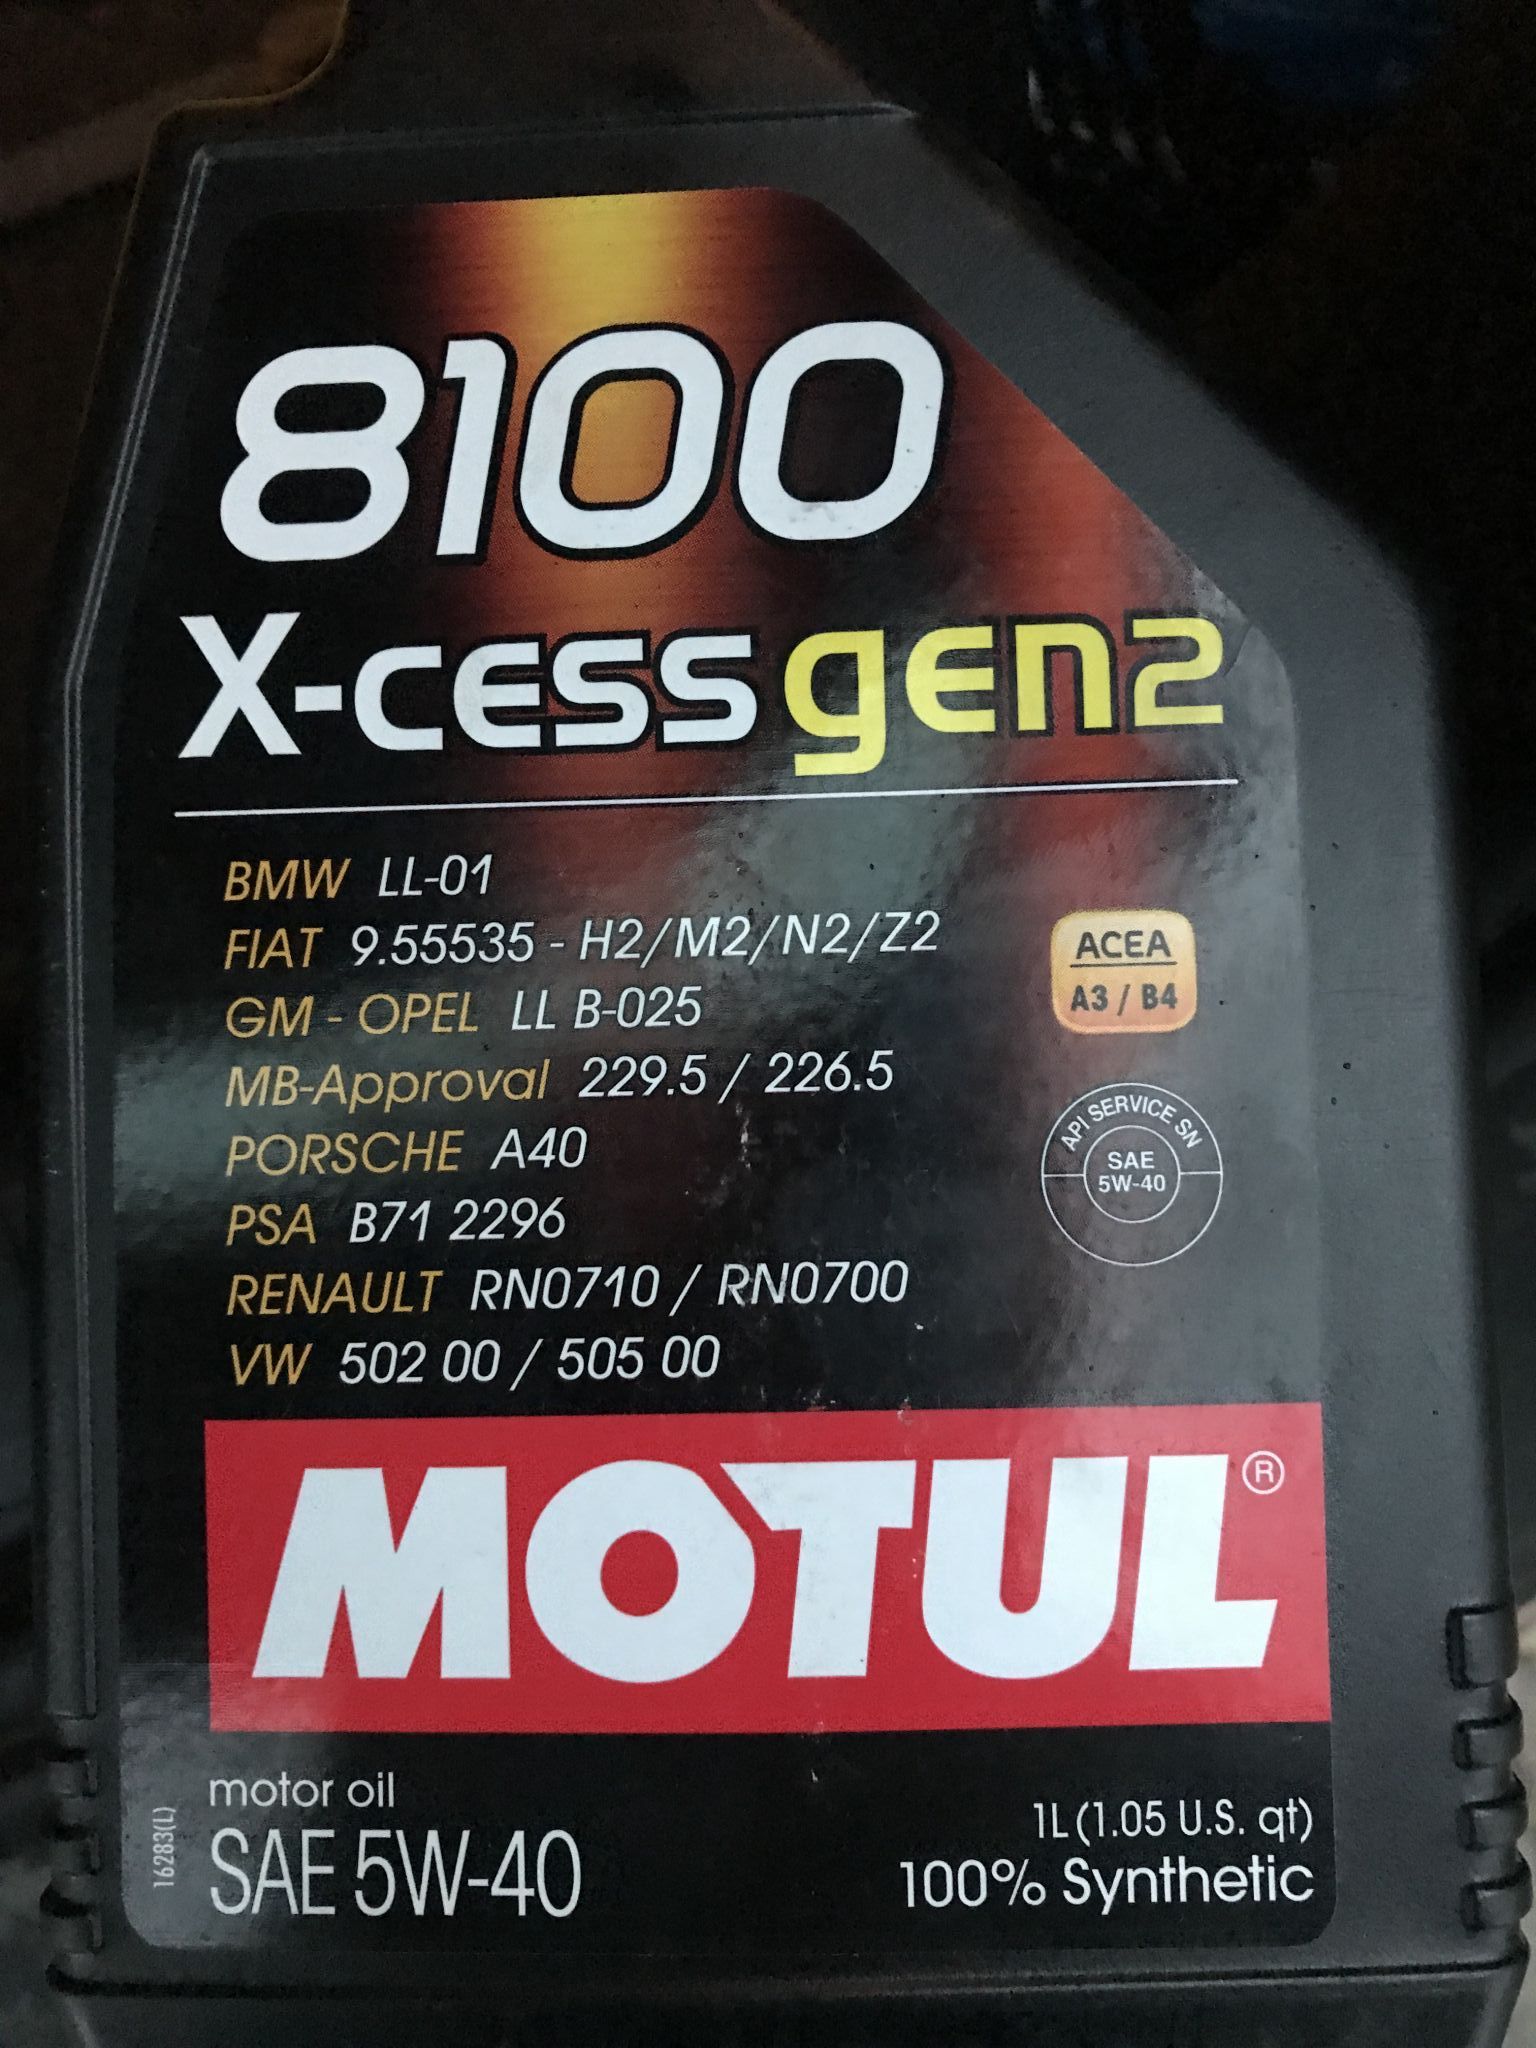 8100
X-cess gen2
BMW LL-01
FIAT 9.55535 - H2/M2/N2/Z2
GM - OPEL LL B-025
MB-Approval 229.5 / 226.5
PORSCHE A40
PSA B71 2296
RENAULT RN0710 / RN0700
VW 502 00 / 505 00
ACEA
A3 / B4
API SERVICE SN
SAE
5W-40
MOTUL®
motor oil
SAE 5W-40
1L (1.05 U.S. qt)
100% Synthetic
16283(L)